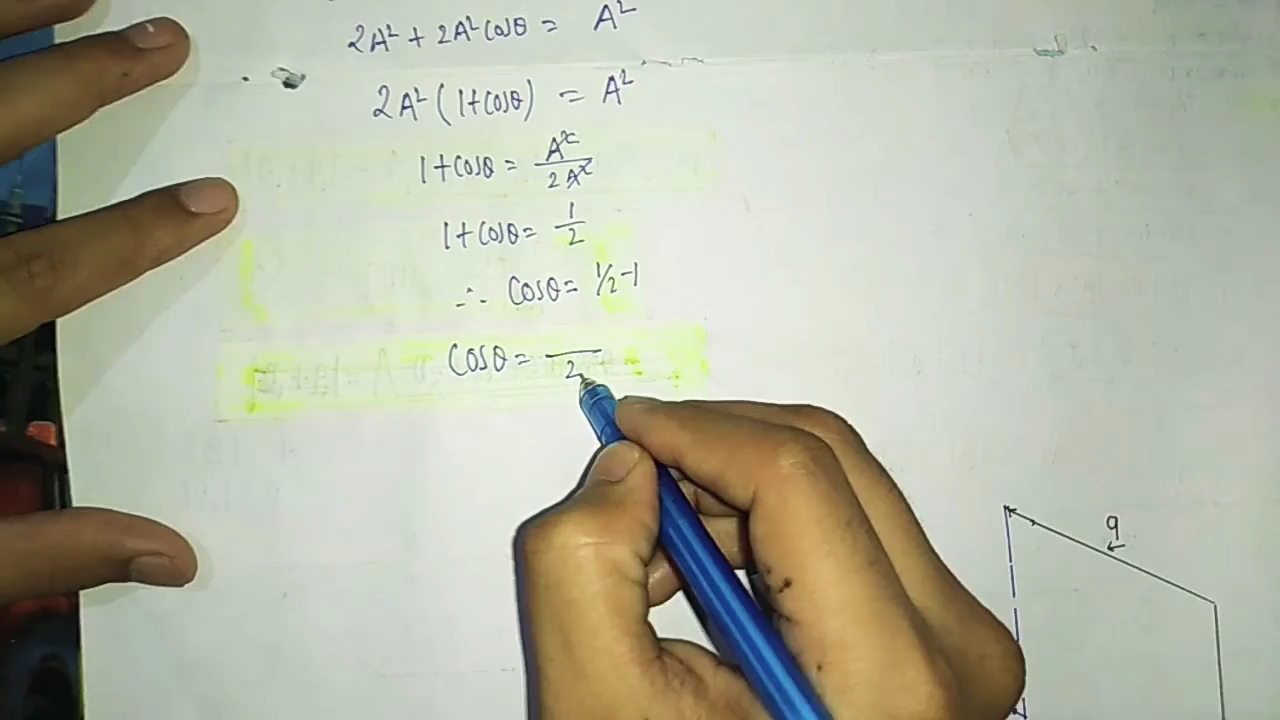 2A² + 2A² cosθ = A²
2A² (1+cosθ) = A²
1+cosθ = A²/2A²
1+cosθ = 1/2
∴ cosθ = 1/2-1
cosθ = /2
q